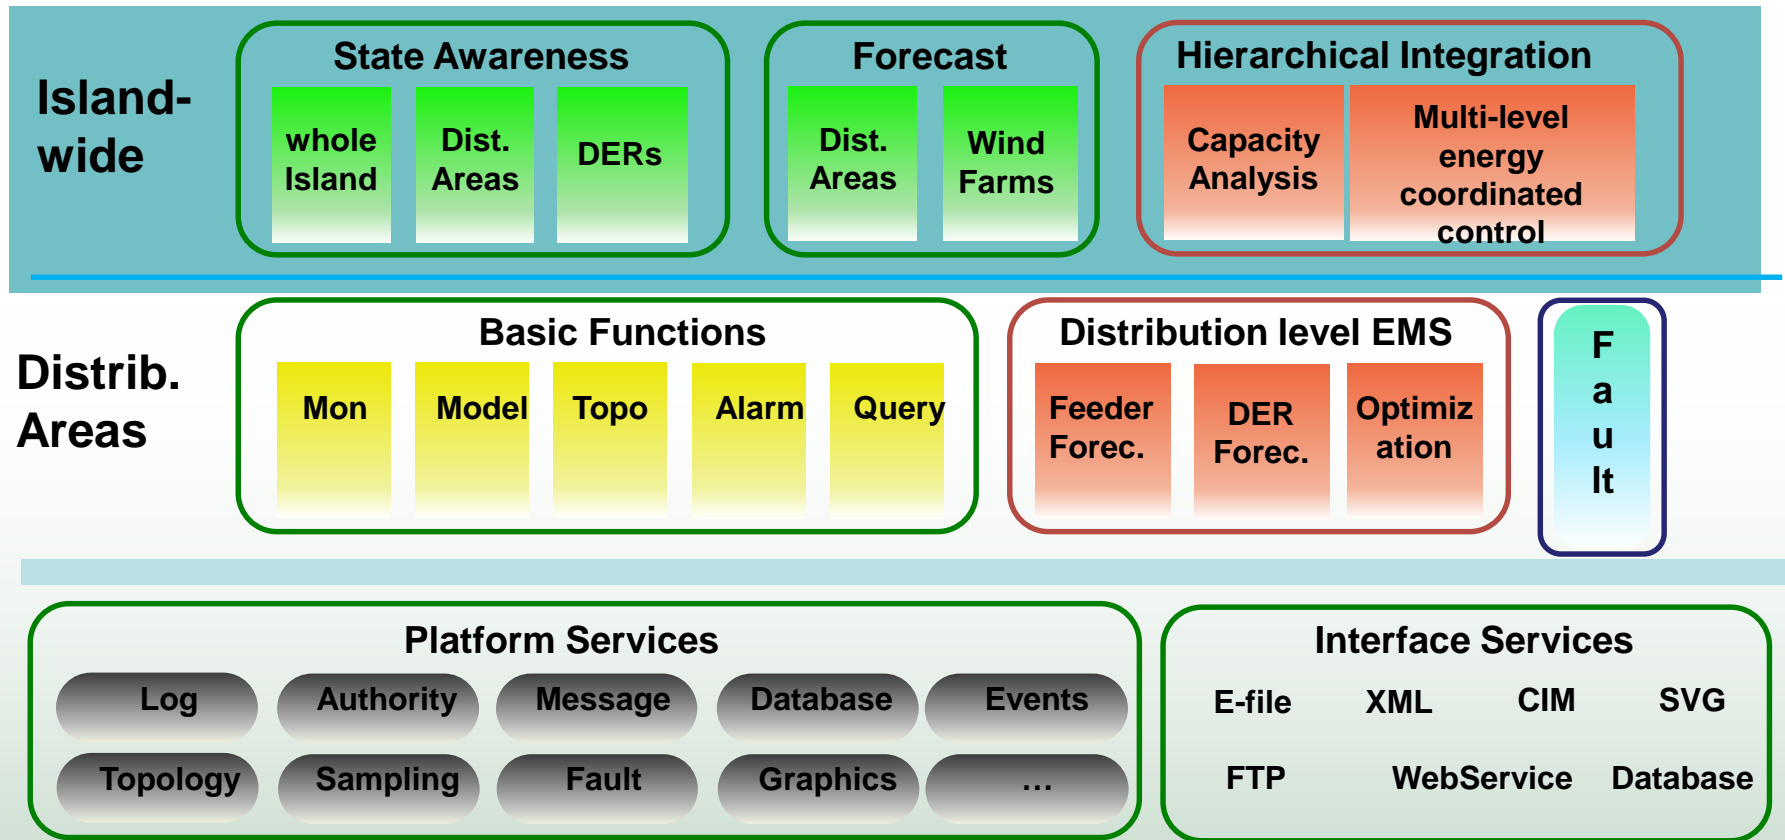 Island-
wide
State Awareness
whole
Island
Dist.
Areas
DERs
Forecast
Dist.
Areas
Wind
Farms
Hierarchical Integration
Capacity
Analysis
Multi-level
energy
coordinated
control
Distrib.
Areas
Basic Functions
Mon
Model
Topo
Alarm
Query
Distribution level EMS
Feeder
Forec.
DER
Forec.
Optimiz
ation
F
a
u
lt
Platform Services
Log
Authority
Message
Database
Events
Topology
Sampling
Fault
Graphics
…
Interface Services
E-file
XML
CIM
SVG
FTP
WebService
Database